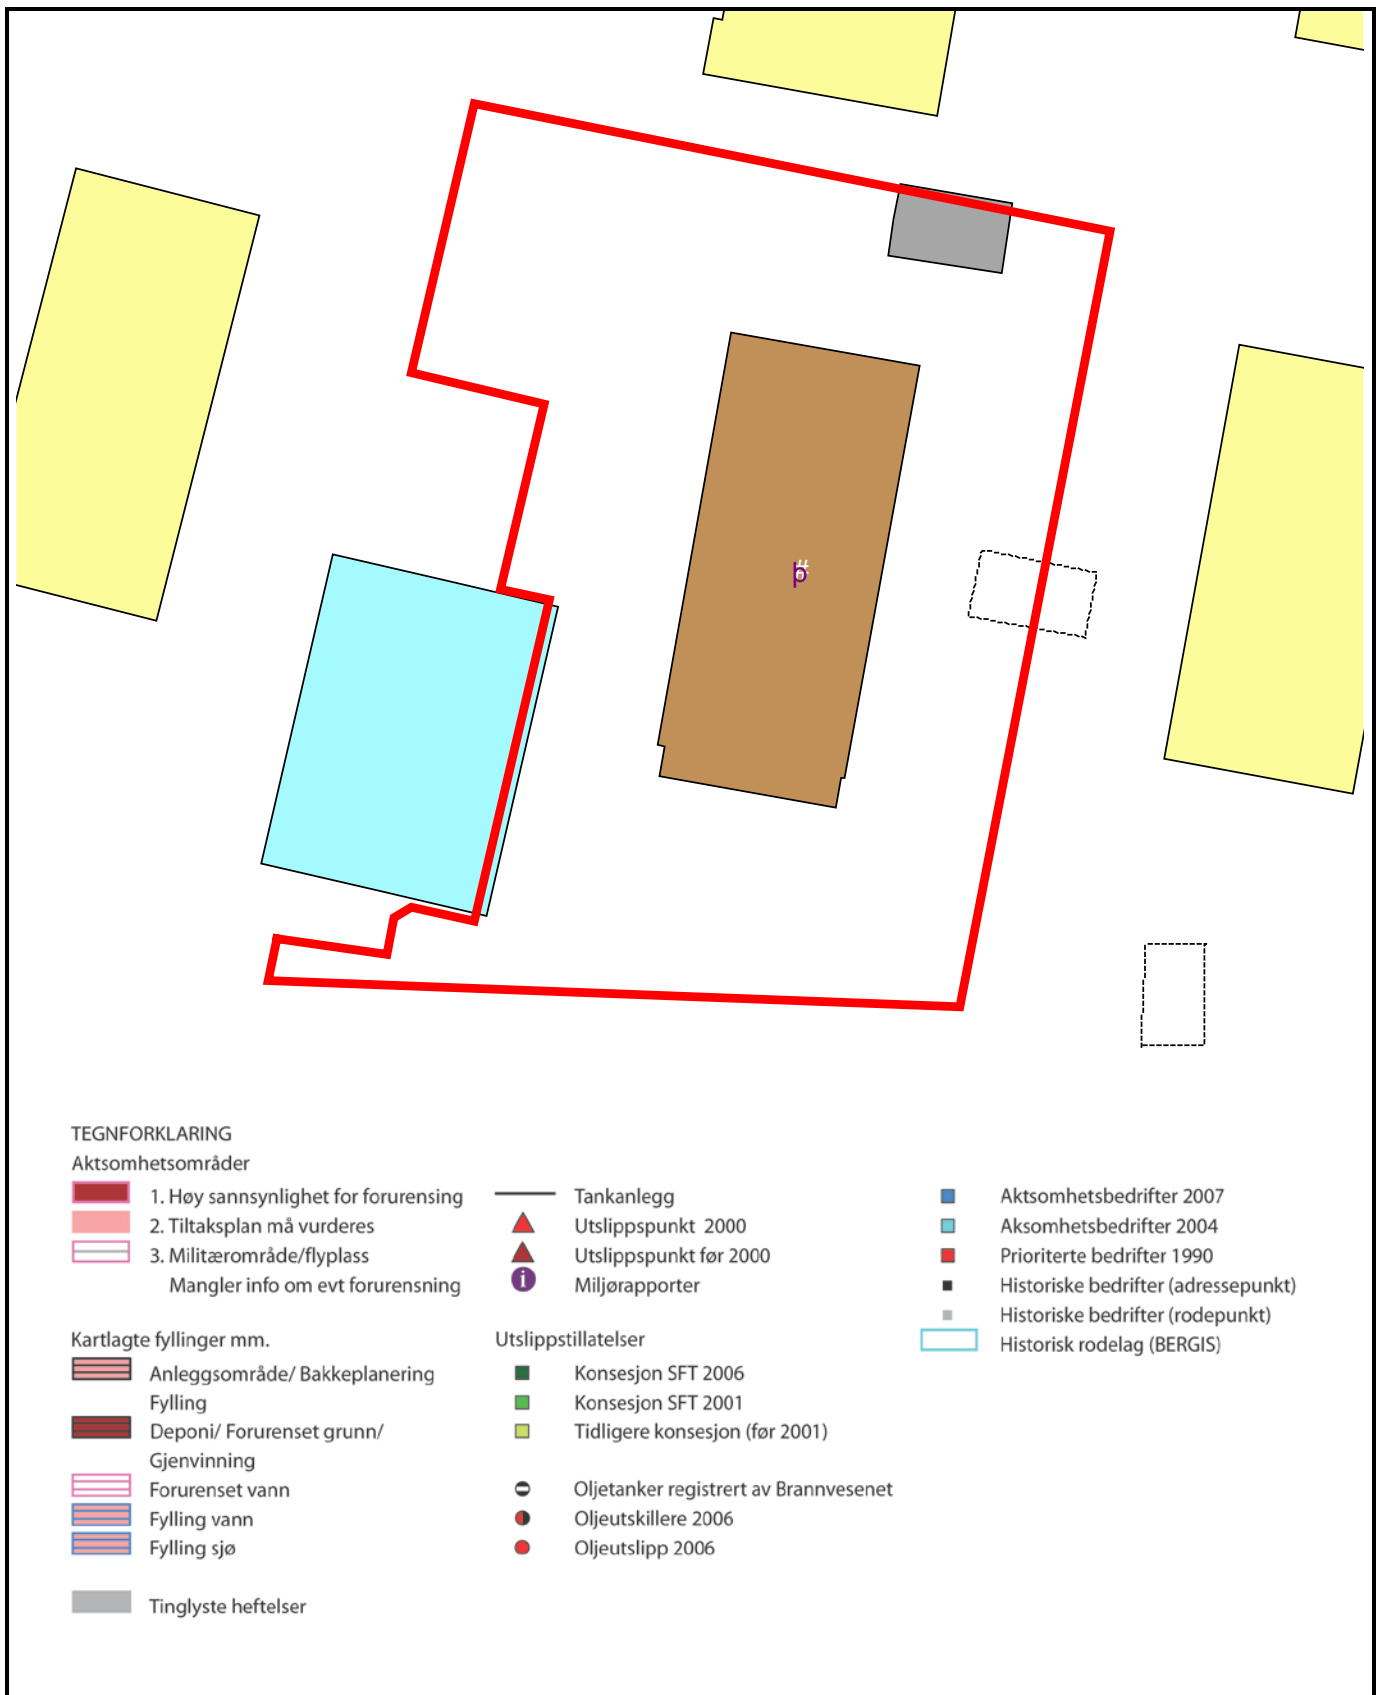 #
þ
TEGNFORKLARING
Aktsomhetsområder
1. Høy sannsynlighet for forurensing
2. Tiltaksplan må vurderes
3. Militærområde/flyplass
Mangler info om evt forurensning
Kartlagte fyllinger mm.
Anleggsområde/ Bakkeplanering
Fylling
Deponi/ Forurenset grunn/
Gjenvinning
Forurenset vann
Fylling vann
Fylling sjø
Tinglyste heftelser
Tankanlegg
Utslippspunkt 2000
Utslippspunkt før 2000
i Miljørapporter
Utslippstillatelser
Konsesjon SFT 2006
Konsesjon SFT 2001
Tidligere konsesjon (før 2001)
Oljetanker registrert av Brannvesenet
Oljeutskillere 2006
Oljeutslipp 2006
Aktsomhetsbedrifter 2007
Aksomhetsbedrifter 2004
Prioriterte bedrifter 1990
Historiske bedrifter (adressepunkt)
Historiske bedrifter (rodepunkt)
Historisk rodelag (BERGIS)